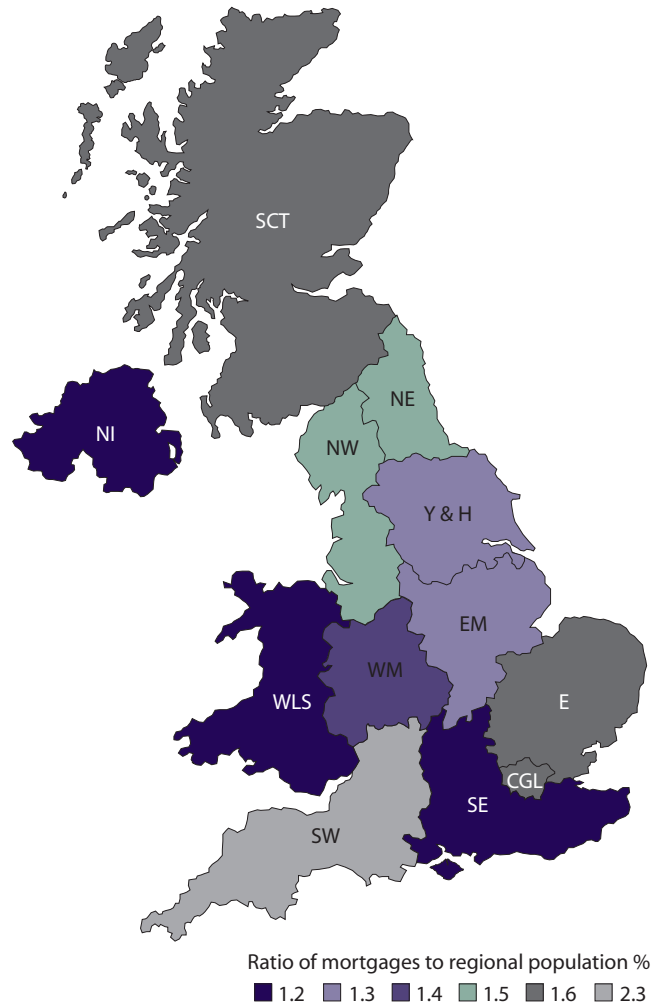 SCT
NE
NI
NW
Y & H
EM
WM
WLS
E
CGL
SE
SW
Ratio of mortgages to regional population %
1.2 1.3 1.4 1.5 1.6 2.3